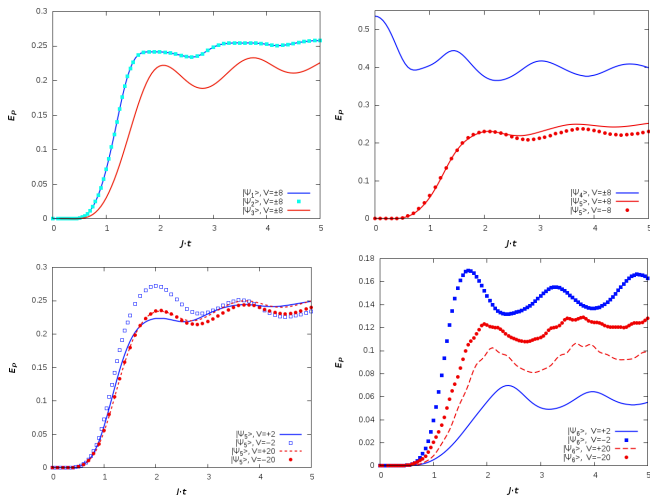 0.3
0.25
0.2
0.15
0.1
0.05
0
E_P
0 1 2 3 4 5
J·t
|Ψ₁>, V=±8
|Ψ₂>, V=±8
|Ψ₃>, V=±8
0.5
0.4
0.3
0.2
0.1
0
E_P
0 1 2 3 4 5
J·t
|Ψ₄>, V=±8
|Ψ₅>, V=+8
|Ψ₅>, V=−8
0.3
0.25
0.2
0.15
0.1
0.05
0
E_P
0 1 2 3 4 5
J·t
|Ψ₅>, V=+2
|Ψ₅>, V=−2
|Ψ₅>, V=+20
|Ψ₅>, V=−20
0.18
0.16
0.14
0.12
0.1
0.08
0.06
0.04
0.02
0
E_P
0 1 2 3 4 5
J·t
|Ψ₆>, V=+2
|Ψ₆>, V=−2
|Ψ₆>, V=+20
|Ψ₆>, V=−20